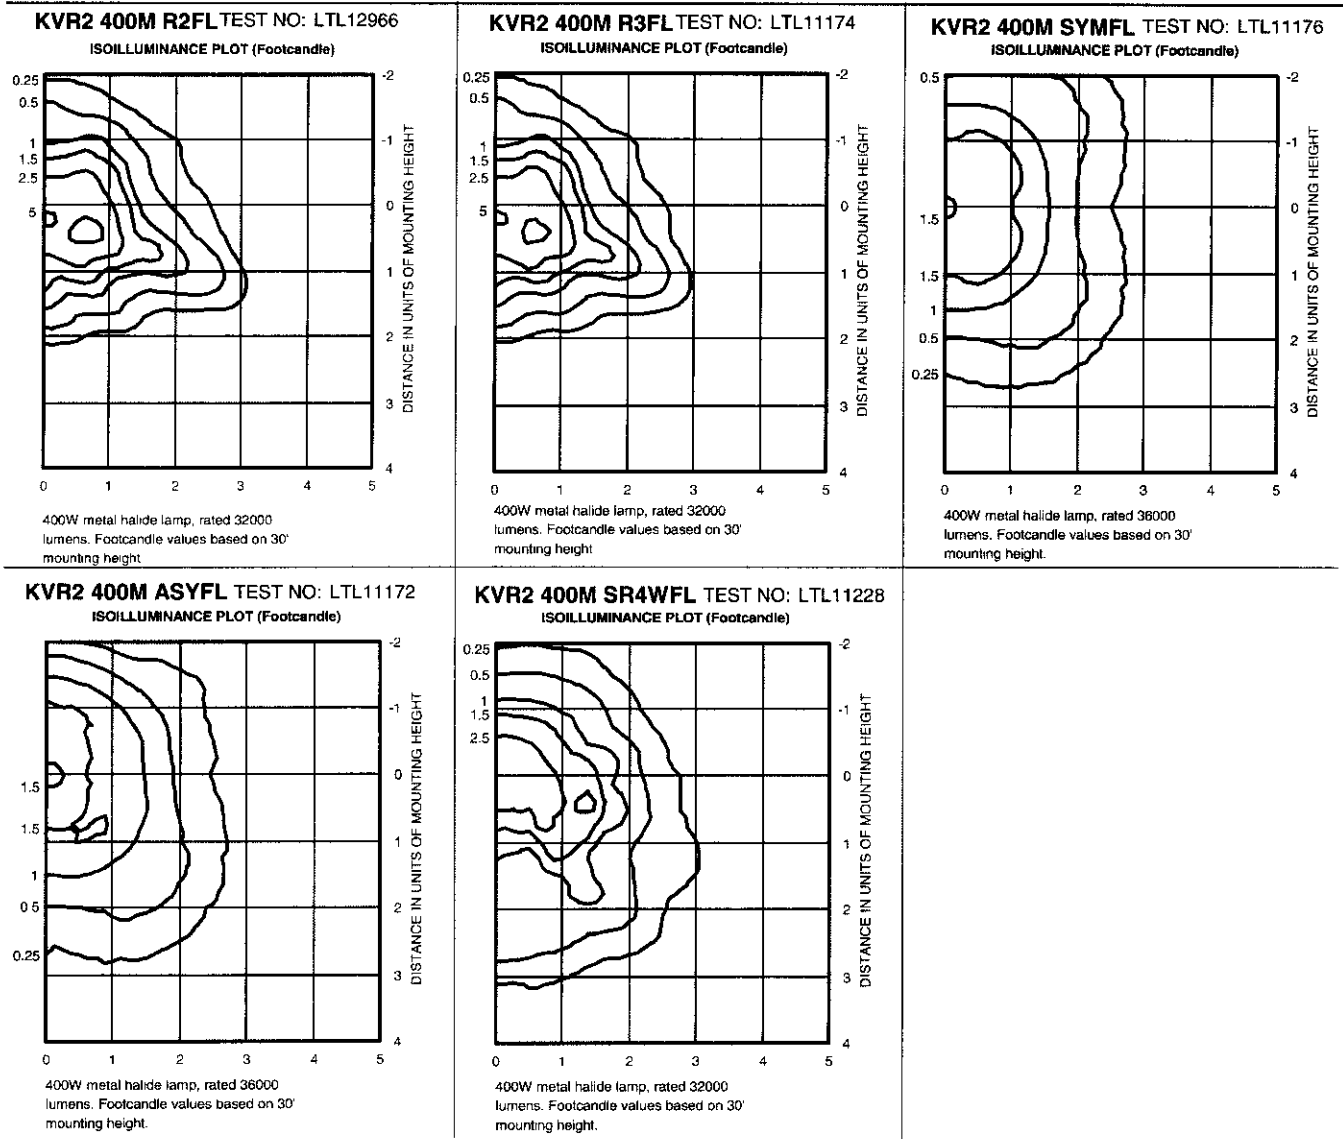 KVR2 400M R2FL TEST NO: LTL12966
ISOILLUMINANCE PLOT (Footcandle)
0.25
0.5
1
1.5
2.5
5
-2
-1
0
1
2
3
4
DISTANCE IN UNITS OF MOUNTING HEIGHT
0 1 2 3 4 5
400W metal halide lamp, rated 32000
lumens. Footcandle values based on 30'
mounting height
KVR2 400M R3FL TEST NO: LTL11174
ISOILLUMINANCE PLOT (Footcandle)
0.25
0.5
1
1.5
2.5
5
-2
-1
0
1
2
3
4
DISTANCE IN UNITS OF MOUNTING HEIGHT
0 1 2 3 4 5
400W metal halide lamp, rated 32000
lumens. Footcandle values based on 30'
mounting height
KVR2 400M SYMFL TEST NO: LTL11176
ISOILLUMINANCE PLOT (Footcandle)
0.5
1.5
1.5
1
0.5
0.25
-2
-1
0
1
2
3
4
DISTANCE IN UNITS OF MOUNTING HEIGHT
0 1 2 3 4 5
400W metal halide lamp, rated 36000
lumens. Footcandle values based on 30'
mounting height.
KVR2 400M ASYFL TEST NO: LTL11172
ISOILLUMINANCE PLOT (Footcandle)
1.5
1.5
1
0.5
0.25
-2
-1
0
1
2
3
4
DISTANCE IN UNITS OF MOUNTING HEIGHT
0 1 2 3 4 5
400W metal halide lamp, rated 36000
lumens. Footcandle values based on 30'
mounting height.
KVR2 400M SR4WFL TEST NO: LTL11228
ISOILLUMINANCE PLOT (Footcandle)
0.25
0.5
1
1.5
2.5
-2
-1
0
1
2
3
4
DISTANCE IN UNITS OF MOUNTING HEIGHT
0 1 2 3 4 5
400W metal halide lamp, rated 32000
lumens. Footcandle values based on 30'
mounting height.